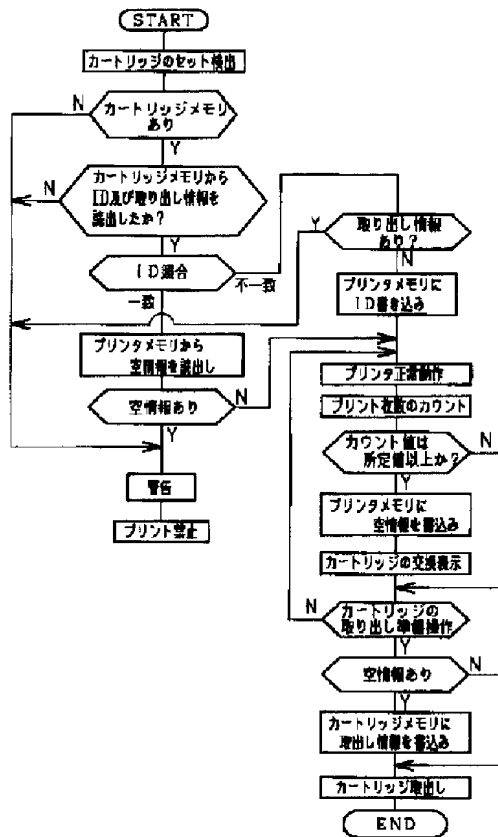 START
カートリッジのセット検出
N
カートリッジメモリ
あり
Y
N
カートリッジメモリから
ID及び取り出し情報を
読出したか?
Y
ID照合
不一致
一致
プリンタメモリから
空情報を読出し
空情報あり
N
Y
警告
プリント禁止
Y
取り出し情報
あり?
N
プリンタメモリに
ID書き込み
プリンタ正常動作
プリント枚数のカウント
カウント値は
所定値以上か?
N
Y
プリンタメモリに
空情報を書込み
カートリッジの交換表示
N
カートリッジの
取り出し準備操作
Y
空情報あり
N
Y
カートリッジメモリに
取出し情報を書込み
カートリッジ取出し
END